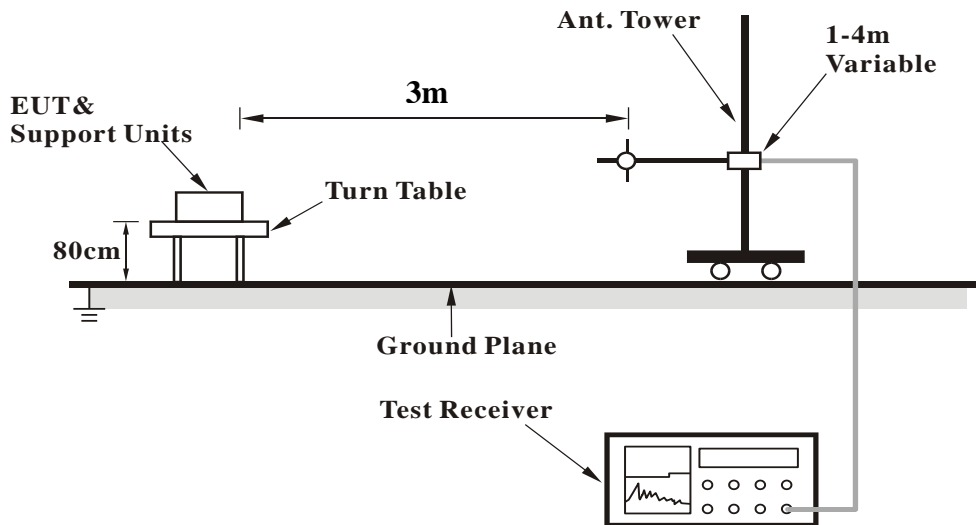 Ant. Tower
1-4m
Variable
3m
EUT&
Support Units
Turn Table
80cm
Ground Plane
Test Receiver